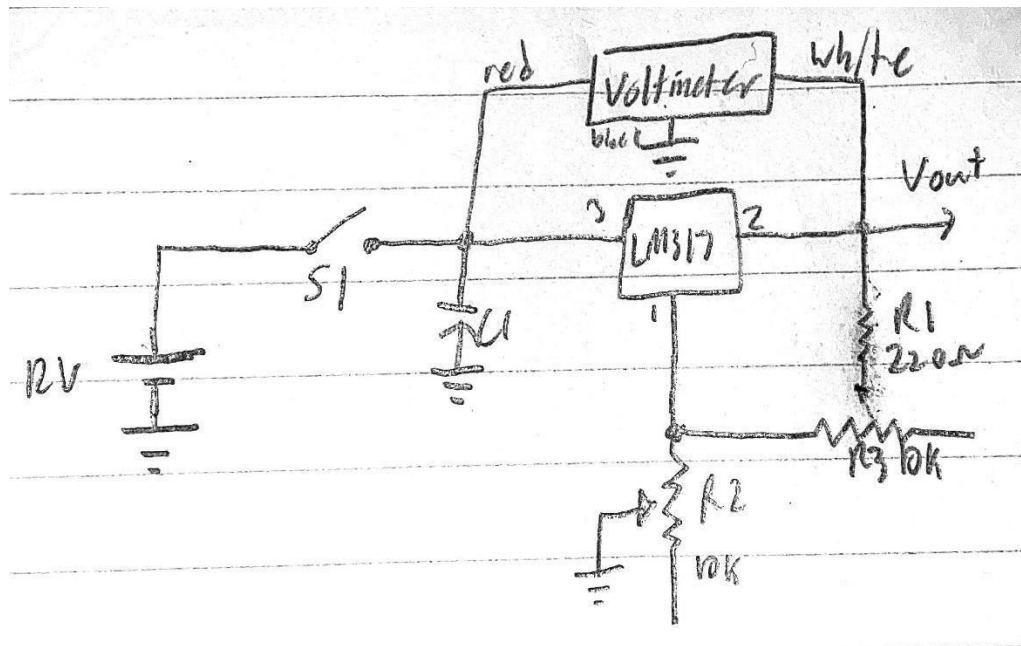 red
Voltmeter
white
black
Vout
3
LM317
2
S1
1
C1
R1
220Ω
12V
R3 10K
R2
10K